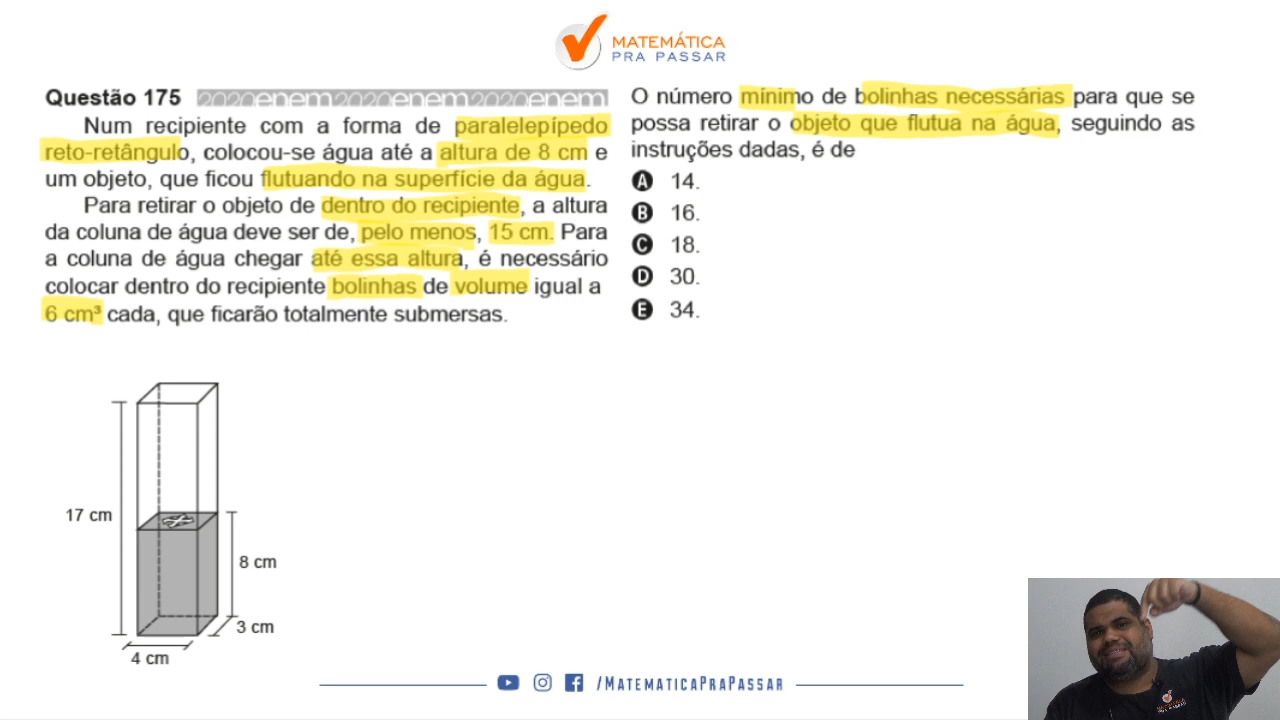 MATEMÁTICA
PRA PASSAR
Questão 175 2020enem2020enem2020enem
Num recipiente com a forma de paralelepípedo
reto-retângulo, colocou-se água até a altura de 8 cm e
um objeto, que ficou flutuando na superfície da água.
Para retirar o objeto de dentro do recipiente, a altura
da coluna de água deve ser de, pelo menos, 15 cm. Para
a coluna de água chegar até essa altura, é necessário
colocar dentro do recipiente bolinhas de volume igual a
6 cm³ cada, que ficarão totalmente submersas.
O número mínimo de bolinhas necessárias para que se
possa retirar o objeto que flutua na água, seguindo as
instruções dadas, é de
A 14.
B 16.
C 18.
D 30.
E 34.
17 cm
8 cm
3 cm
4 cm
/MATEMATICAPRAPASSAR
MATEMÁTICA
PRA PASSAR